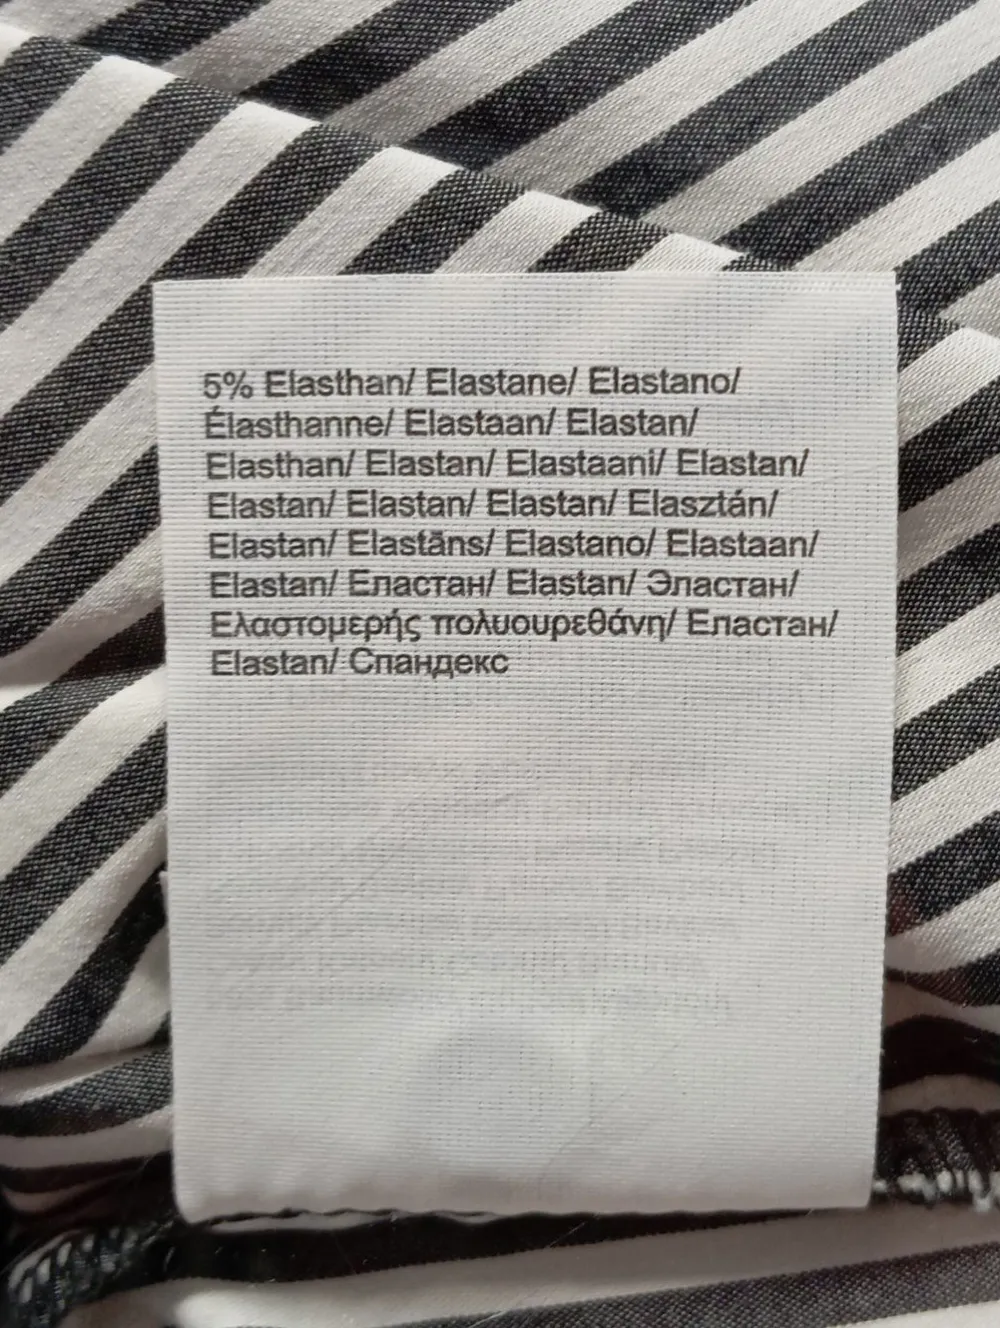 5% Elasthan/ Elastane/ Elastano/
Élasthanne/ Elastaan/ Elastan/
Elasthan/ Elastan/ Elastaani/ Elastan/
Elastan/ Elastan/ Elastan/ Elasztán/
Elastan/ Elastāns/ Elastano/ Elastaan/
Elastan/ Еластан/ Elastan/ Эластан/
Ελαστομερής πολυουρεθάνη/ Еластан/
Elastan/ Спандекс